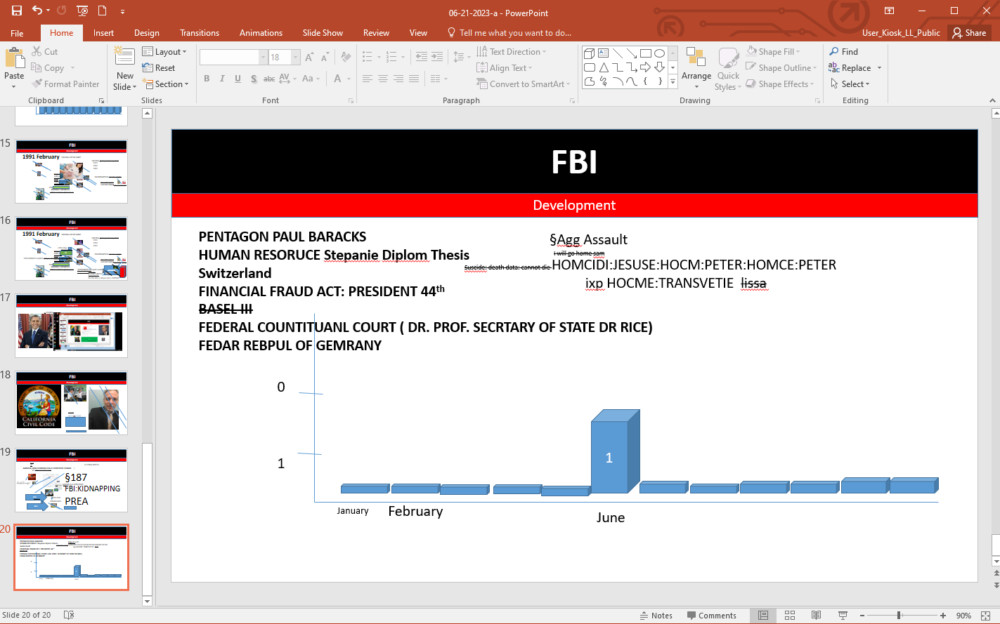 06-21-2023-a - PowerPoint
File
Home
Insert
Design
Transitions
Animations
Slide Show
Review
View
Tell me what you want to do...
User_Kiosk_LL_Public
Share
Paste
Cut
Copy
Format Painter
Clipboard
New
Slide
Layout
Reset
Section
Slides
18
B I U S abc AV Aa A
Font
Text Direction
Align Text
Convert to SmartArt
Paragraph
Arrange
Quick
Styles
Shape Fill
Shape Outline
Shape Effects
Drawing
Find
Replace
Select
Editing
15
FBI
1991 February
16
FBI
1991 February
17
FBI
18
FBI
CALIFORNIA
CIVIL CODE
19
FBI
§187
FBI:KIDNAPPING
PREA
20
FBI
FBI
Development
PENTAGON PAUL BARACKS
HUMAN RESORUCE Stepanie Diplom Thesis
Switzerland
FINANCIAL FRAUD ACT: PRESIDENT 44th
BASEL III
FEDERAL COUNTITUANL COURT ( DR. PROF. SECRTARY OF STATE DR RICE)
FEDAR REBPUL OF GEMRANY
§Agg Assault
I will go home sam
Suscide: death data: cannot die HOMCIDI:JESUSE:HOCM:PETER:HOMCE:PETER
ixp HOCME:TRANSVETIE lissa
0
1
1
January
February
June
Slide 20 of 20
Notes
Comments
90%